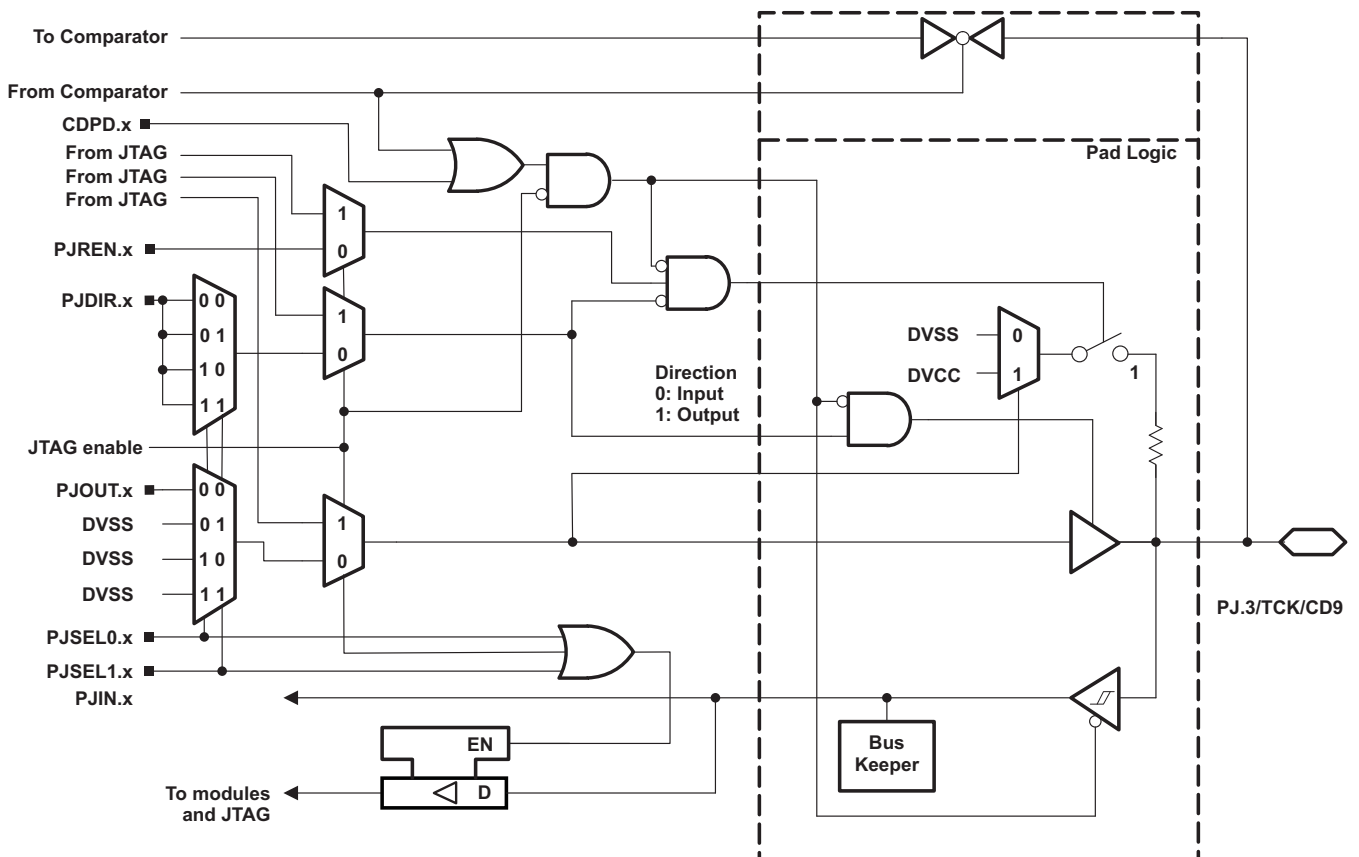 To Comparator
From Comparator
CDPD.x
From JTAG
From JTAG
From JTAG
Pad Logic
1
0
PJREN.x
PJDIR.x
0 0
0 1
1 0
1 1
1
0
DVSS
DVCC
0
1
1
Direction
0: Input
1: Output
JTAG enable
PJOUT.x
DVSS
DVSS
DVSS
0 0
0 1
1 0
1 1
1
0
PJ.3/TCK/CD9
PJSEL0.x
PJSEL1.x
PJIN.x
EN
D
Bus
Keeper
To modules
and JTAG